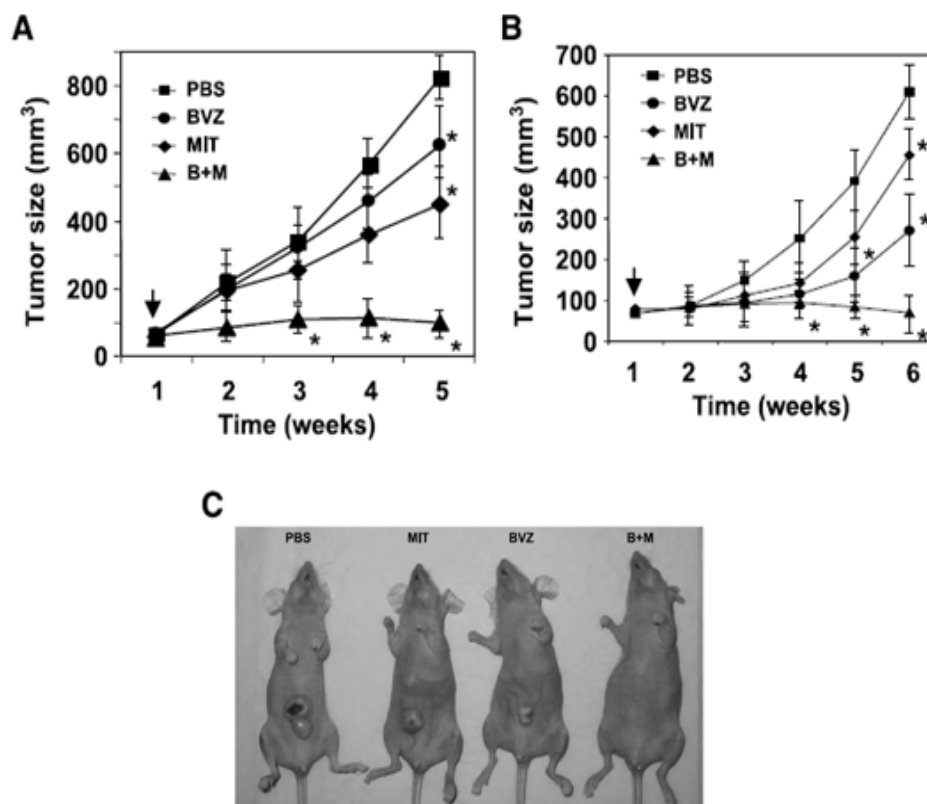 A
Tumor size (mm³)
800
600
400
200
0
PBS
BVZ
MIT
B+M
*
*
*
*
*
1 2 3 4 5
Time (weeks)
B
Tumor size (mm³)
700
600
500
400
300
200
100
0
PBS
BVZ
MIT
B+M
*
*
*
*
*
*
1 2 3 4 5 6
Time (weeks)
C
PBS MIT BVZ B+M